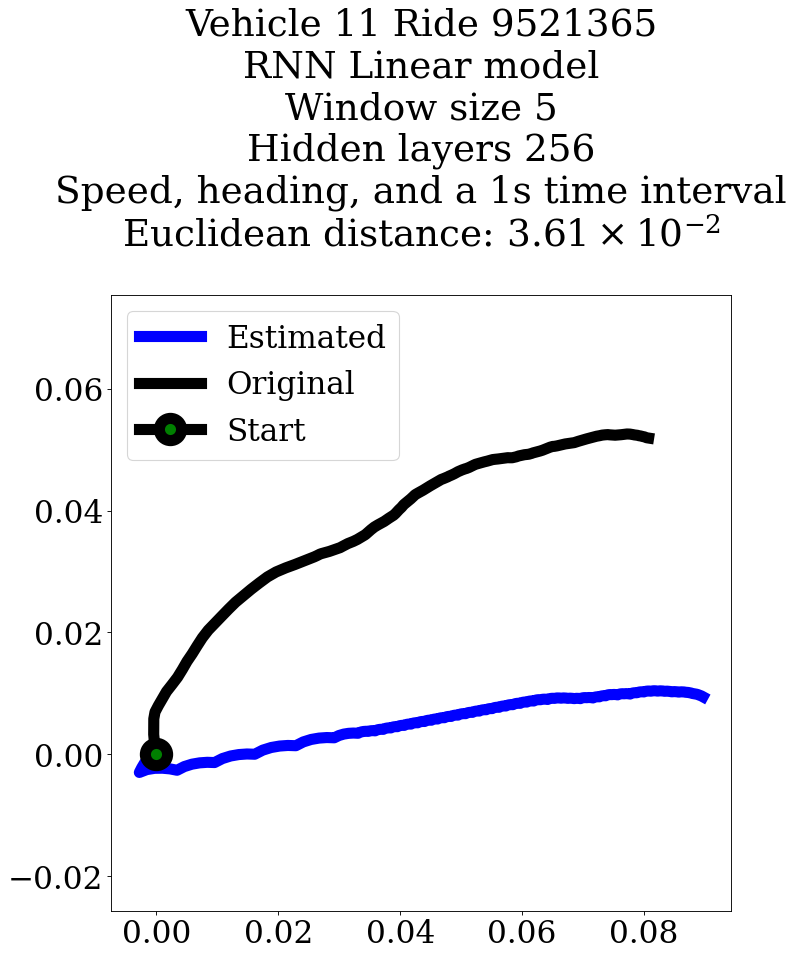 Vehicle 11 Ride 9521365
RNN Linear model
Window size 5
Hidden layers 256
Speed, heading, and a 1s time interval
Euclidean distance: 3.61 × 10⁻²
Estimated
Original
Start
0.06
0.04
0.02
0.00
−0.02
0.00 0.02 0.04 0.06 0.08